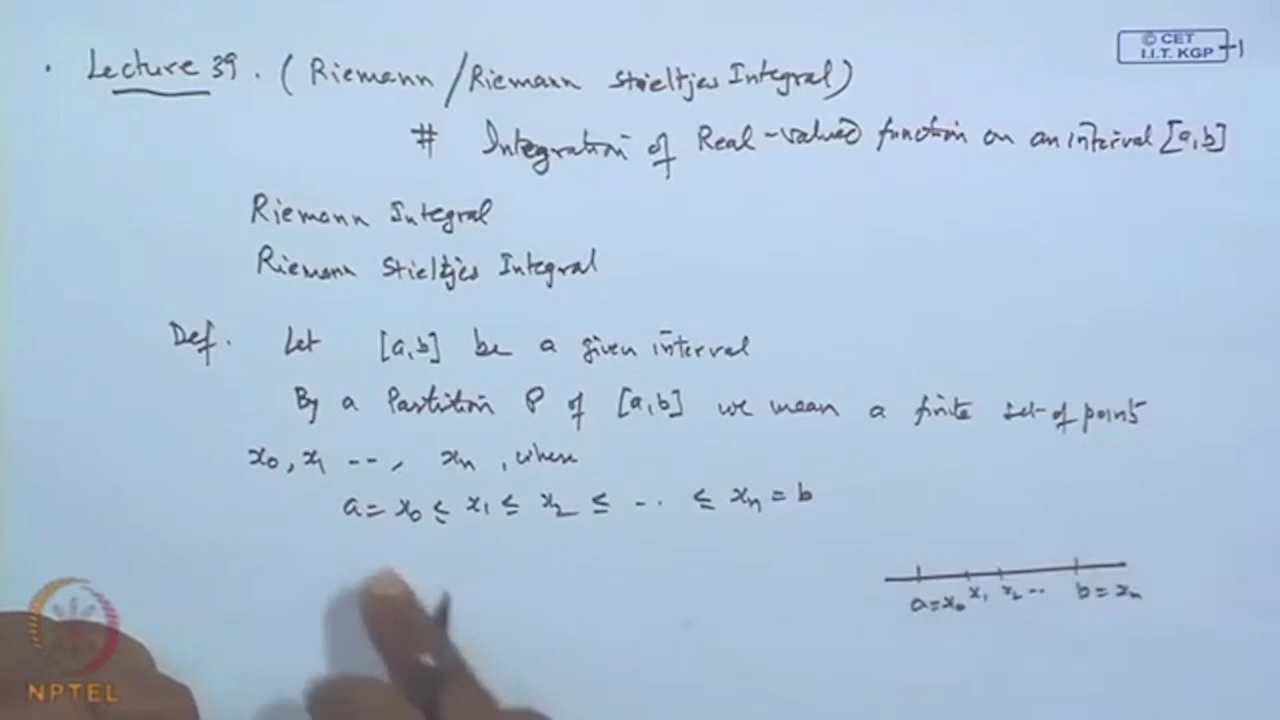 Lecture 39. (Riemann/Riemann Stieltjes Integral)
© CET
I.I.T. KGP
# Integration of Real-valued function on an interval [a,b]
Riemann Integral
Riemann Stieltjes Integral
Def. Let [a,b] be a given interval
By a Partition P of [a,b] we mean a finite set of points
x₀, x₁ --, xₙ, where
a = x₀ ≤ x₁ ≤ x₂ ≤ -.. ≤ xₙ = b
a=x₀ x₁ x₂ -- b=xₙ
NPTEL